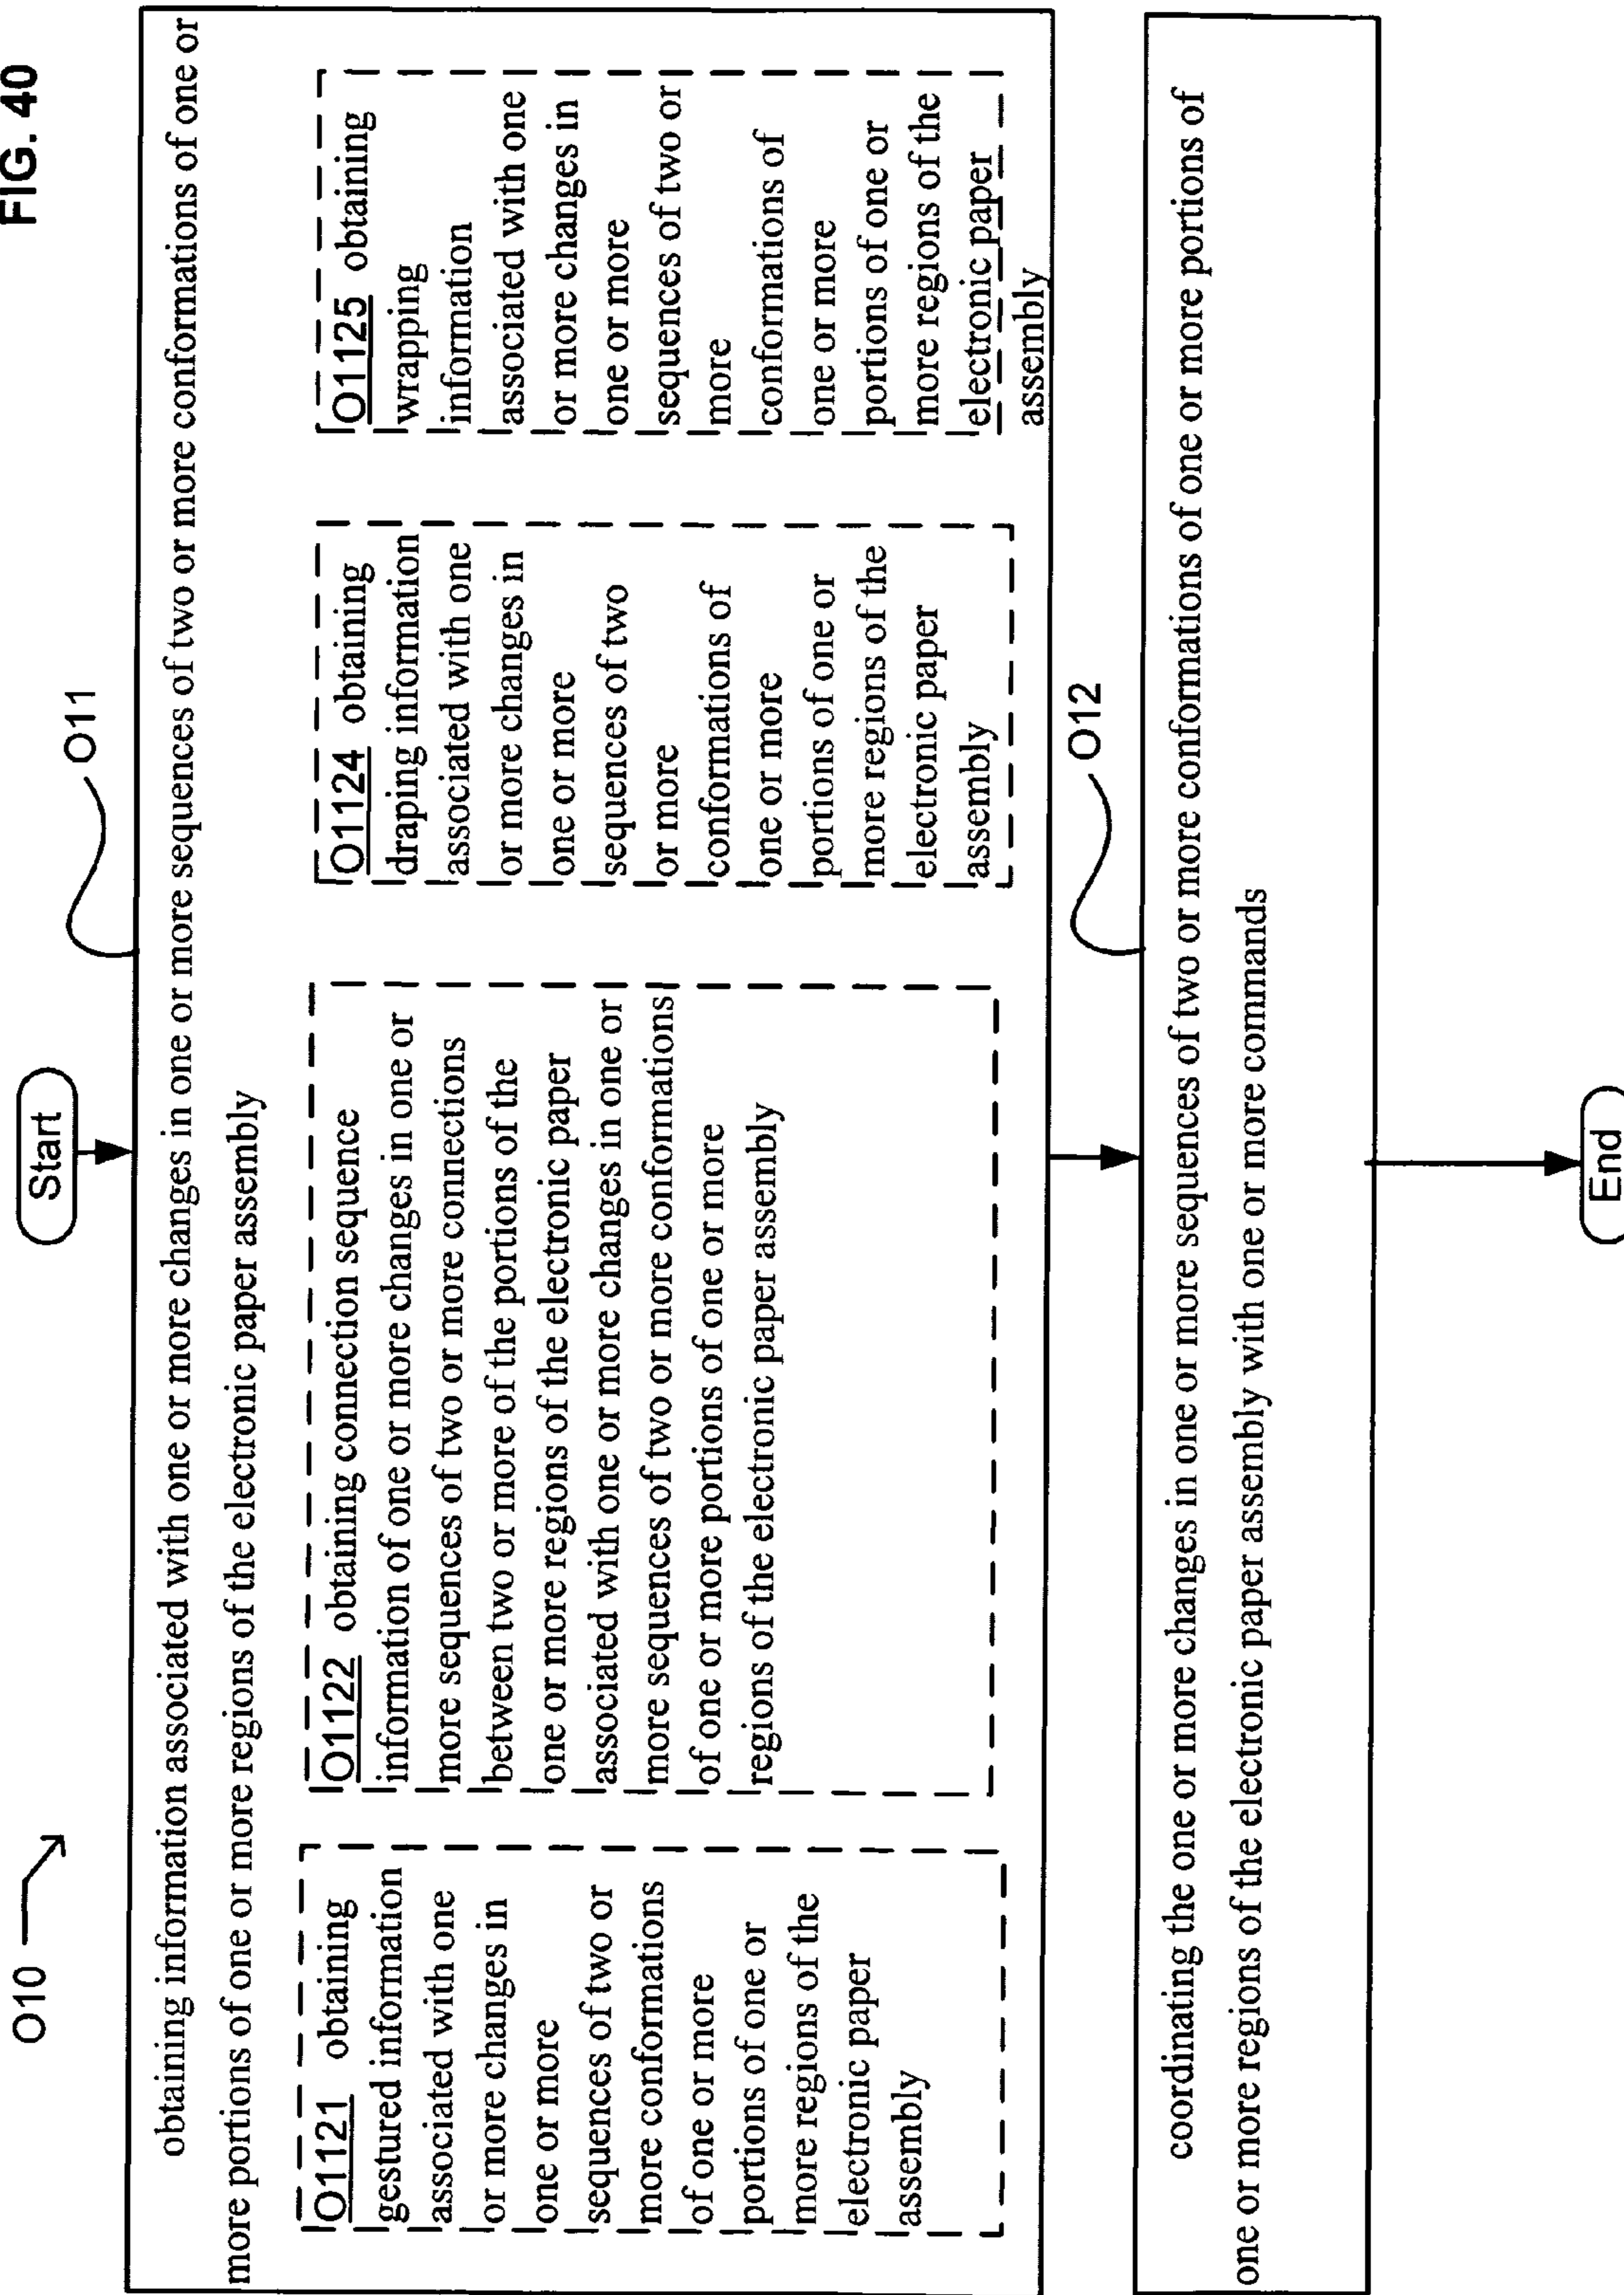 FIG. 40
O10
Start
O11
obtaining information associated with one or more changes in one or more sequences of two or more conformations of one or
more portions of one or more regions of the electronic paper assembly
O1121 obtaining
gestured information
associated with one
or more changes in
one or more
sequences of two or
more conformations
of one or more
portions of one or
more regions of the
electronic paper
assembly
O1122 obtaining connection sequence
information of one or more changes in one or
more sequences of two or more connections
between two or more of the portions of the
one or more regions of the electronic paper
associated with one or more changes in one or
more sequences of two or more conformations
of one or more portions of one or more
regions of the electronic paper assembly
O1124 obtaining
draping information
associated with one
or more changes in
one or more
sequences of two
or more
conformations of
one or more
portions of one or
more regions of the
electronic paper
assembly
O1125 obtaining
wrapping
information
associated with one
or more changes in
one or more
sequences of two or
more
conformations of
one or more
portions of one or
more regions of the
electronic paper
assembly
O12
coordinating the one or more changes in one or more sequences of two or more conformations of one or more portions of
one or more regions of the electronic paper assembly with one or more commands
End